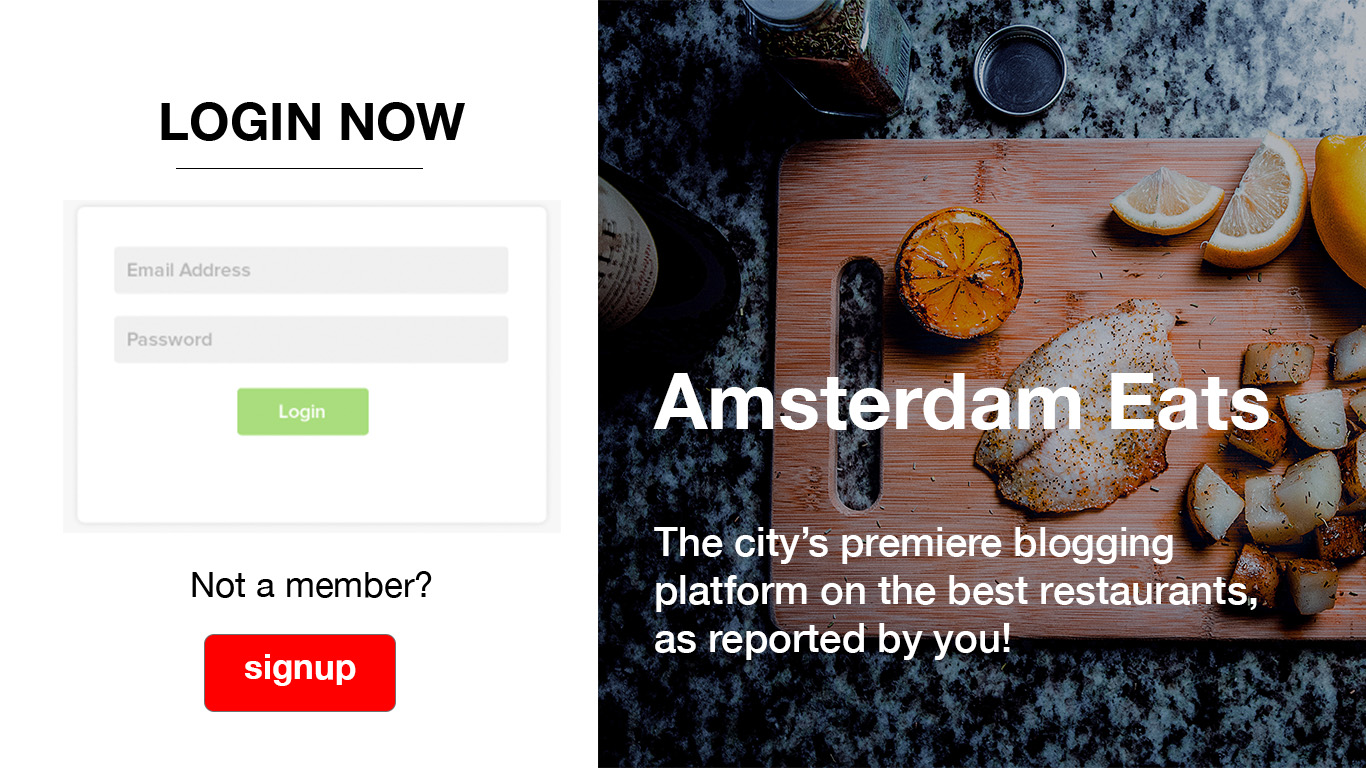 LOGIN NOW
Email Address
Password
Login
Not a member?
signup
Amsterdam Eats
The city’s premiere blogging
platform on the best restaurants,
as reported by you!